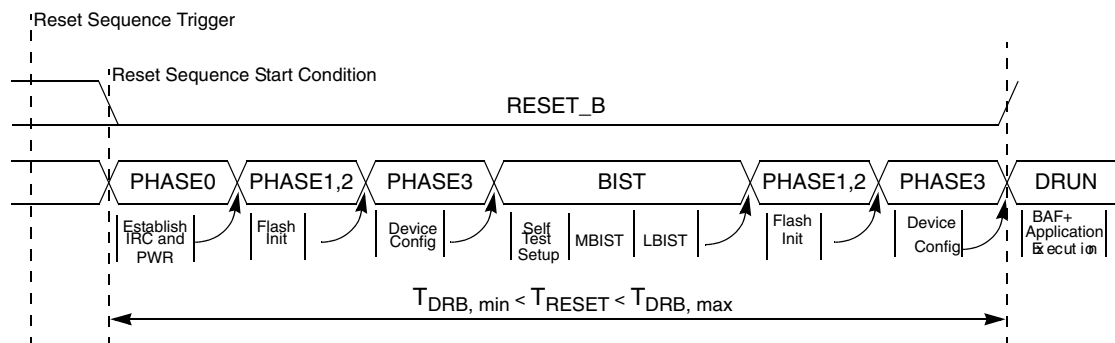 Reset Sequence Trigger
Reset Sequence Start Condition
RESET_B
PHASE0 PHASE1,2 PHASE3 BIST PHASE1,2 PHASE3 DRUN
Establish
IRC and
PWR
Flash
Init
Device
Config
Self
Test
Setup
MBIST
LBIST
Flash
Init
Device
Config
BAF+
Application
Execution
TDRB, min < TRESET < TDRB, max